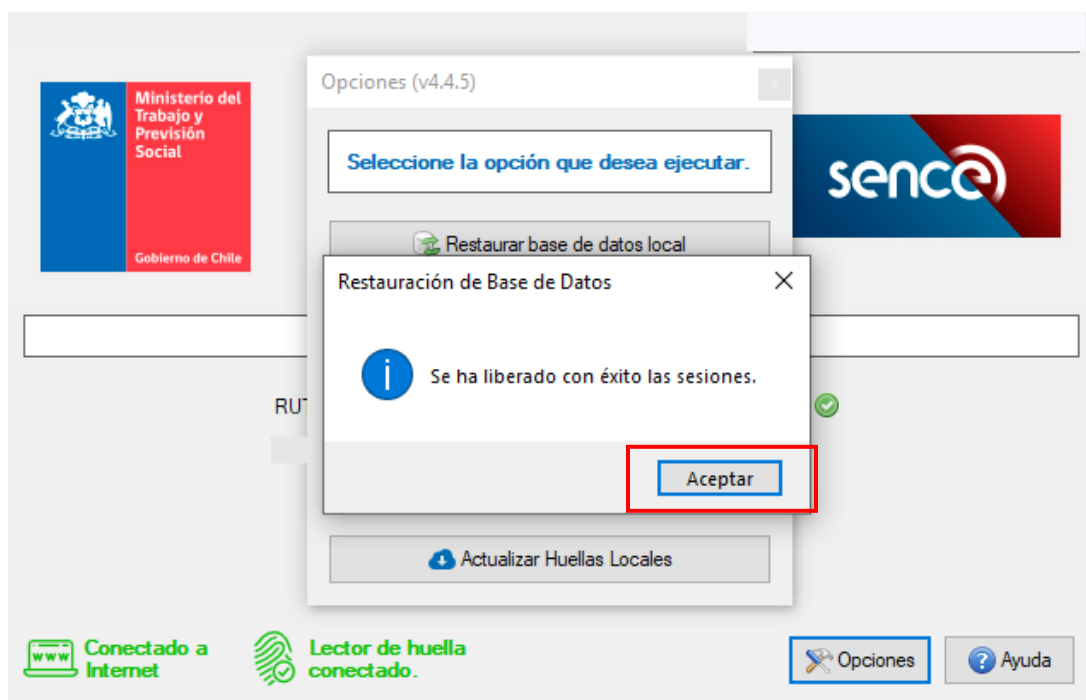 Opciones (v4.4.5)
x
Ministerio del
Trabajo y
Previsión
Social
Gobierno de Chile
Seleccione la opción que desea ejecutar.
sence
Restaurar base de datos local
Restauración de Base de Datos
i
Se ha liberado con éxito las sesiones.
RUT
Aceptar
Actualizar Huellas Locales
www
Conectado a
Internet
Lector de huella
conectado.
Opciones
? Ayuda